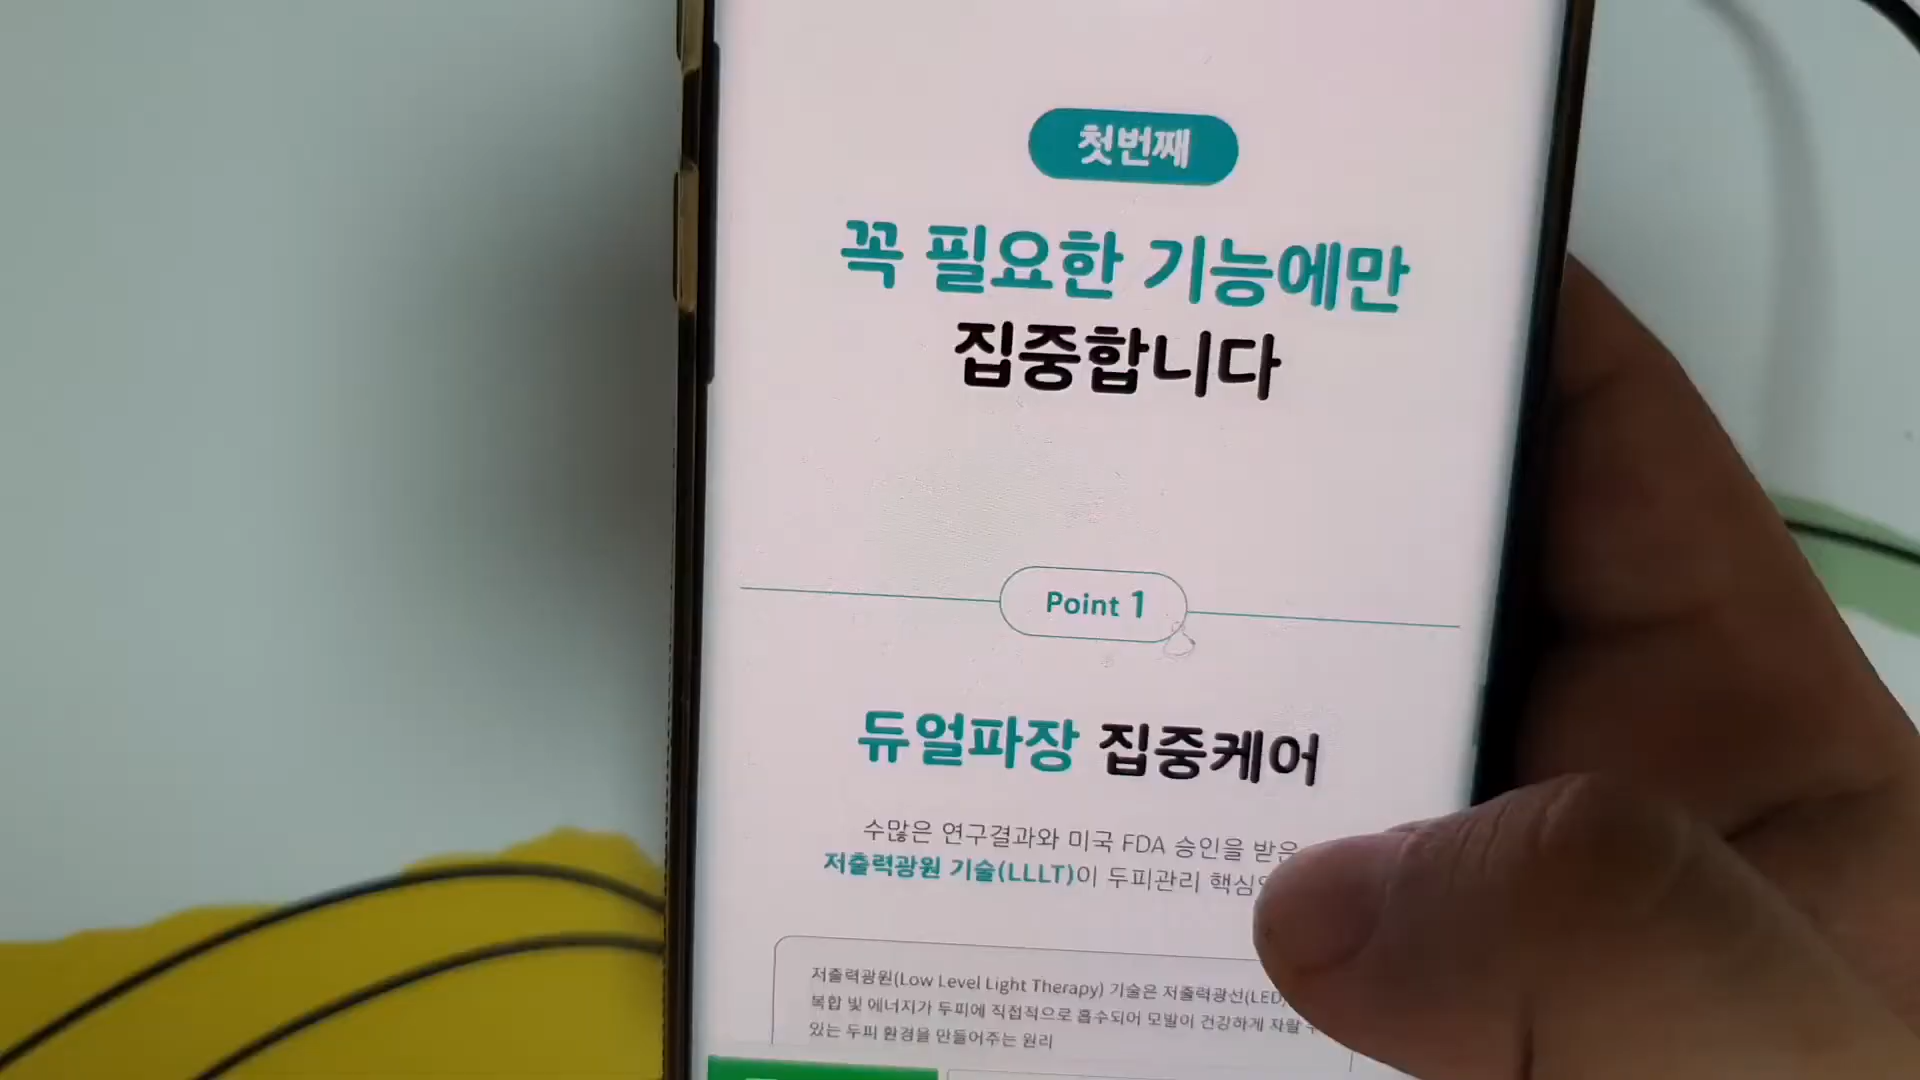 첫번째
꼭 필요한 기능에만
집중합니다
Point 1
듀얼파장 집중케어
수많은 연구결과와 미국 FDA 승인을 받은
저출력광원 기술(LLLT)이 두피관리 핵심
저출력광원(Low Level Light Therapy) 기술은 저출력광선(LED)
복합 빛 에너지가 두피에 직접적으로 흡수되어 모발이 건강하게 자랄
있는 두피 환경을 만들어주는 원리